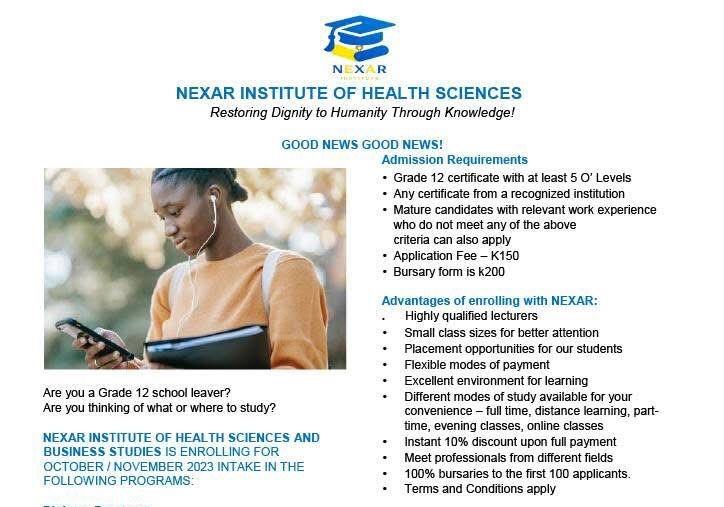 NEXAR
INSTITUTE
NEXAR INSTITUTE OF HEALTH SCIENCES
Restoring Dignity to Humanity Through Knowledge!
GOOD NEWS GOOD NEWS!
Admission Requirements
• Grade 12 certificate with at least 5 O’ Levels
• Any certificate from a recognized institution
• Mature candidates with relevant work experience
who do not meet any of the above
criteria can also apply
• Application Fee – K150
• Bursary form is k200
Advantages of enrolling with NEXAR:
. Highly qualified lecturers
• Small class sizes for better attention
• Placement opportunities for our students
• Flexible modes of payment
• Excellent environment for learning
• Different modes of study available for your
convenience – full time, distance learning, part-
time, evening classes, online classes
• Instant 10% discount upon full payment
• Meet professionals from different fields
• 100% bursaries to the first 100 applicants.
• Terms and Conditions apply
Are you a Grade 12 school leaver?
Are you thinking of what or where to study?
NEXAR INSTITUTE OF HEALTH SCIENCES AND
BUSINESS STUDIES IS ENROLLING FOR
OCTOBER / NOVEMBER 2023 INTAKE IN THE
FOLLOWING PROGRAMS: